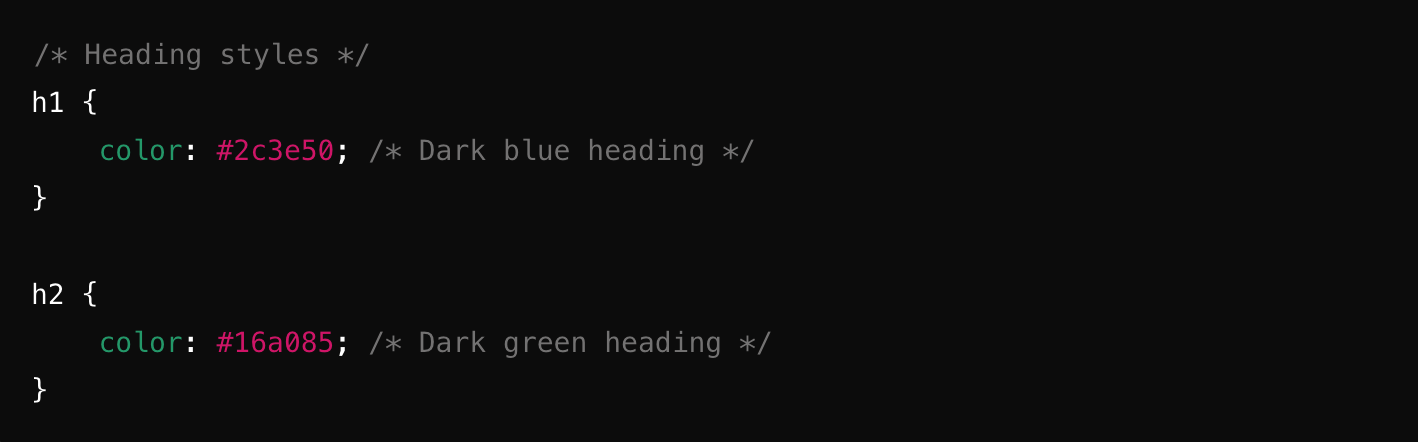 /* Heading styles */
h1 {
    color: #2c3e50; /* Dark blue heading */
}

h2 {
    color: #16a085; /* Dark green heading */
}